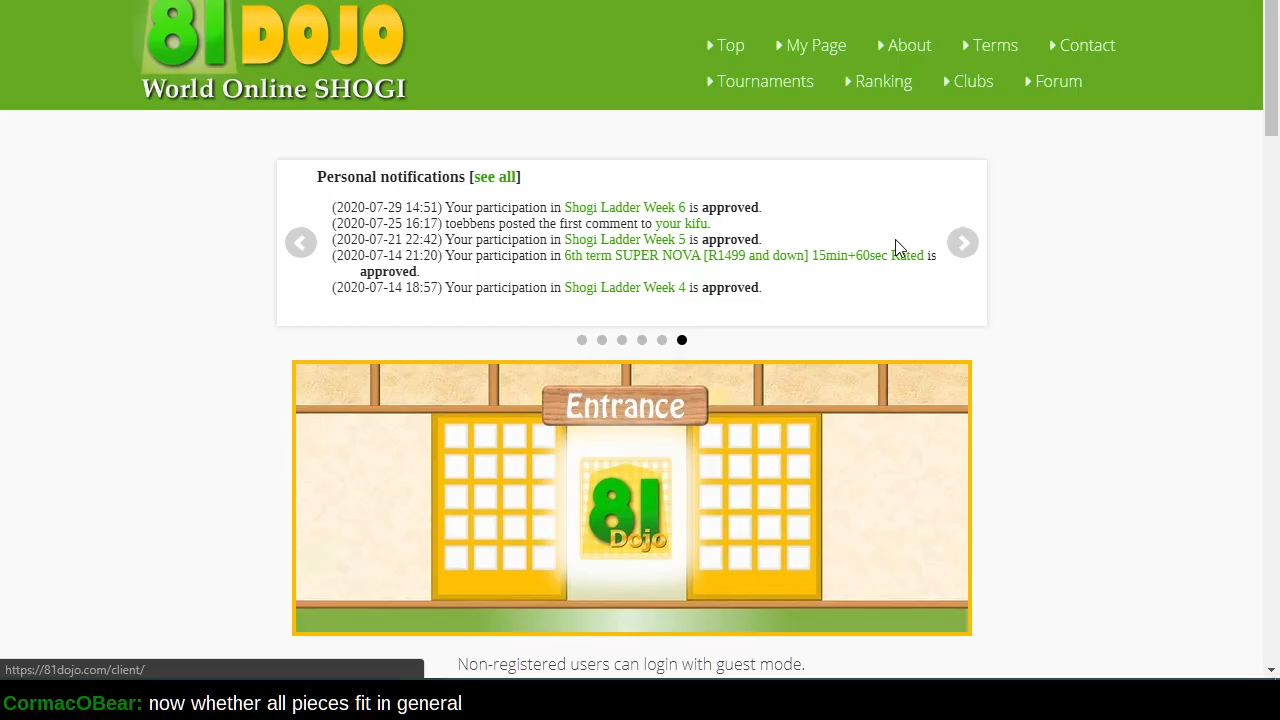 81 DOJO
World Online SHOGI
Top My Page About Terms Contact
Tournaments Ranking Clubs Forum
Personal notifications [see all]
(2020-07-29 14:51) Your participation in Shogi Ladder Week 6 is approved.
(2020-07-25 16:17) toebbens posted the first comment to your kifu.
(2020-07-21 22:42) Your participation in Shogi Ladder Week 5 is approved.
(2020-07-14 21:20) Your participation in 6th term SUPER NOVA [R1499 and down] 15min+60sec Rated is
approved.
(2020-07-14 18:57) Your participation in Shogi Ladder Week 4 is approved.
Entrance
81
Dojo
Non-registered users can login with guest mode.
https://81dojo.com/client/
CormacOBear: now whether all pieces fit in general